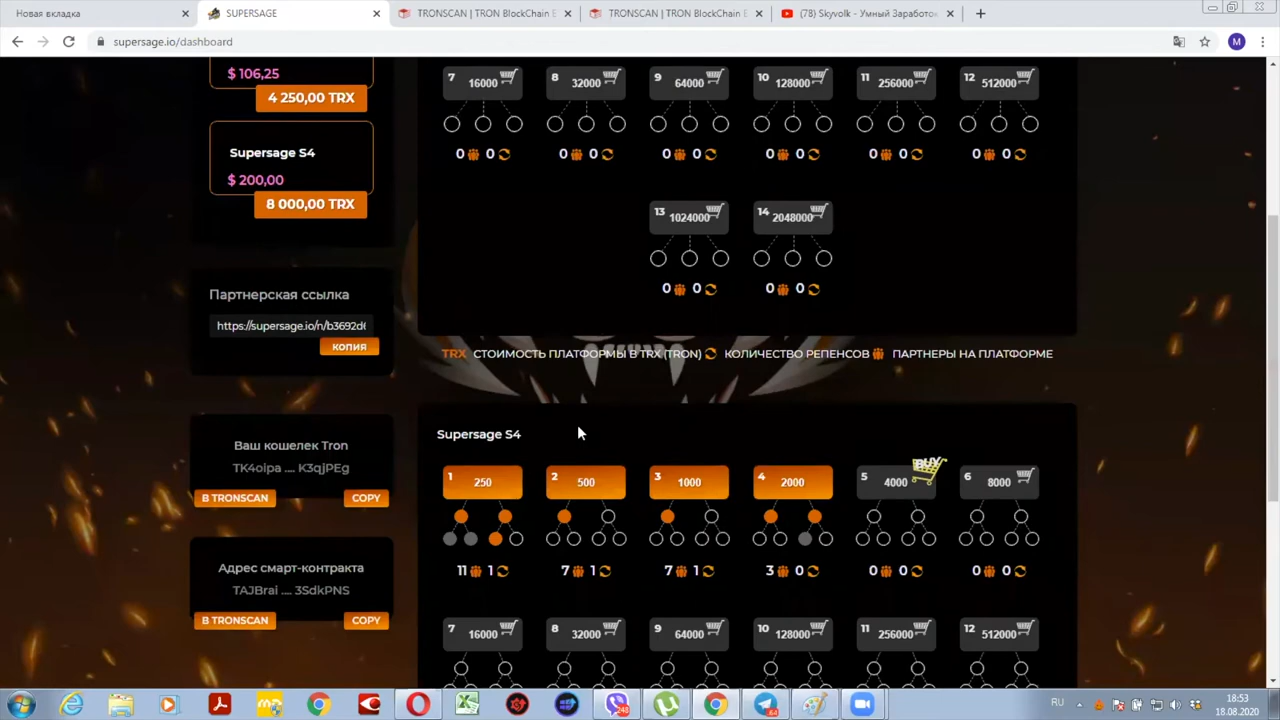 Новая вкладка
SUPERSAGE
TRONSCAN | TRON BlockChain E
TRONSCAN | TRON BlockChain E
(78) Skyvolk - Умный Заработо
supersage.io/dashboard
M
$ 106,25
4 250,00 TRX
Supersage S4
$ 200,00
8 000,00 TRX
Партнерская ссылка
https://supersage.io/n/b3692d
копия
Ваш кошелек Tron
TK4oipa .... K3qjPEg
В TRONSCAN
COPY
Адрес смарт-контракта
TAJBrai .... 3SdkPNS
В TRONSCAN
COPY
7 16000 8 32000 9 64000 10 128000 11 256000 12 512000
0 0 0 0 0 0 0 0 0 0 0 0
13 1024000 14 2048000
0 0 0 0
TRX СТОИМОСТЬ ПЛАТФОРМЫ В TRX (TRON) КОЛИЧЕСТВО РЕПЕНСОВ ПАРТНЕРЫ НА ПЛАТФОРМЕ
Supersage S4
BUY
1 250 2 500 3 1000 4 2000 5 4000 6 8000
11 1 7 1 7 1 3 0 0 0 0 0
7 16000 8 32000 9 64000 10 128000 11 256000 12 512000
RU
18:53
18.08.2020